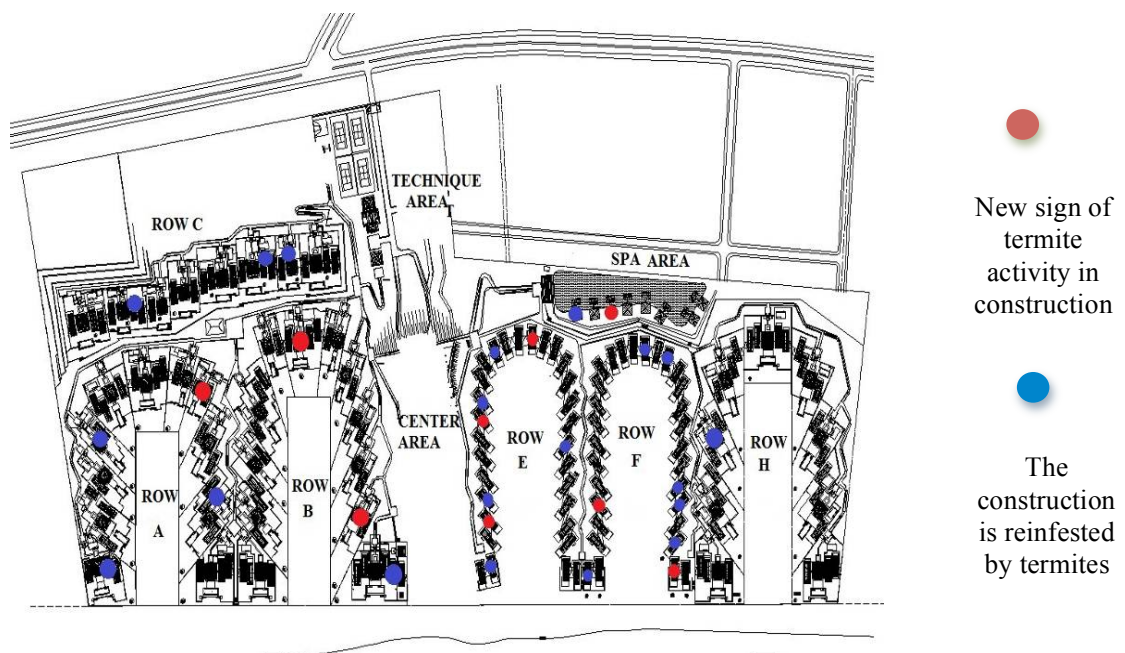 ROW C
TECHNIQUE
AREA
SPA AREA
CENTER
AREA
ROW
A
ROW
B
ROW
E
ROW
F
ROW
H
New sign of
termite
activity in
construction
The
construction
is reinfested
by termites